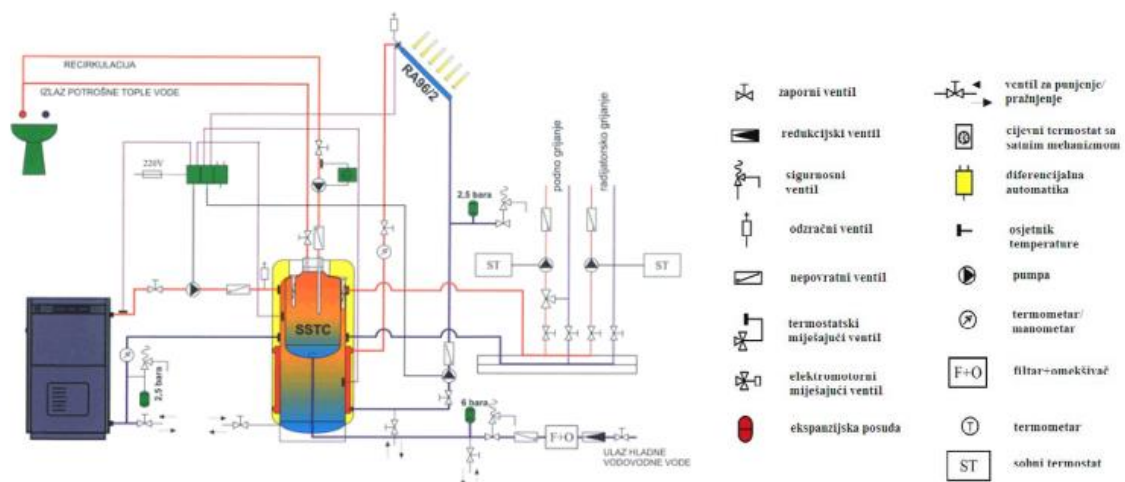 RECIRKULACIJA
IZLAZ POTROŠNE TOPLE VODE
RA96/2
220V
podno grijanje
radijatorsko grijanje
2,5 bara
ST
ST
SSTC
2,5 bara
6 bara
F+O
ULAZ HLADNE
VODOVODNE VODE
zaporni ventil
redukcijski ventil
sigurnosni
ventil
odzračni ventil
nepovratni ventil
termostatski
miješajući ventil
elektromotorni
miješajući ventil
ekspanzijska posuda
ventil za punjenje/
pražnjenje
cijevni termostat sa
satnim mehanizmom
diferencijalna
automatika
osjetnik
temperature
pumpa
termometar/
manometar
F+O
filtar+omekšivač
T
termometar
ST
sobni termostat